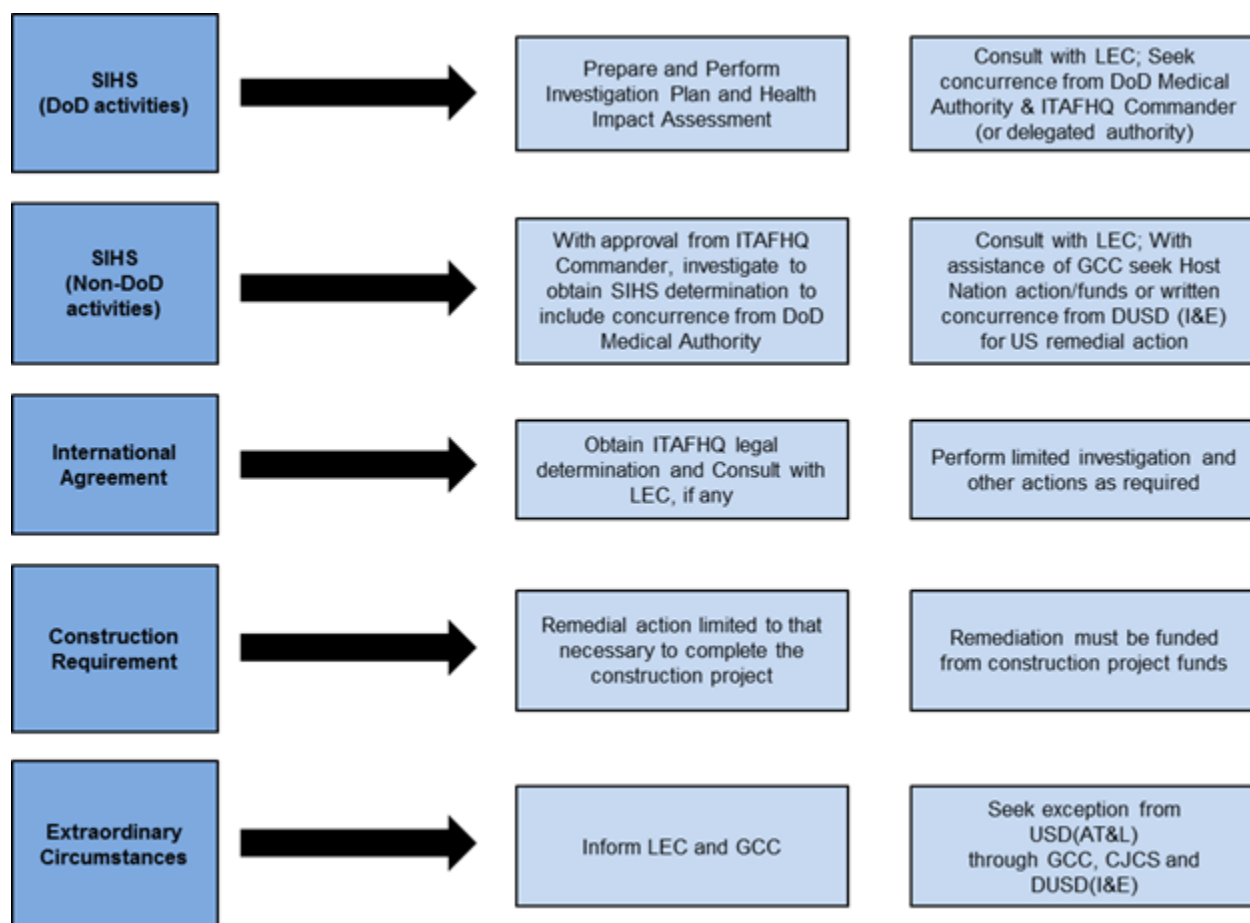 SIHS
(DoD activities)
Prepare and Perform
Investigation Plan and Health
Impact Assessment
Consult with LEC; Seek
concurrence from DoD Medical
Authority & ITAFHQ Commander
(or delegated authority)
SIHS
(Non-DoD
activities)
With approval from ITAFHQ
Commander, investigate to
obtain SIHS determination to
include concurrence from DoD
Medical Authority
Consult with LEC; With
assistance of GCC seek Host
Nation action/funds or written
concurrence from DUSD (I&E)
for US remedial action
International
Agreement
Obtain ITAFHQ legal
determination and Consult with
LEC, if any
Perform limited investigation and
other actions as required
Construction
Requirement
Remedial action limited to that
necessary to complete the
construction project
Remediation must be funded
from construction project funds
Extraordinary
Circumstances
Inform LEC and GCC
Seek exception from
USD(AT&L)
through GCC, CJCS and
DUSD(I&E)